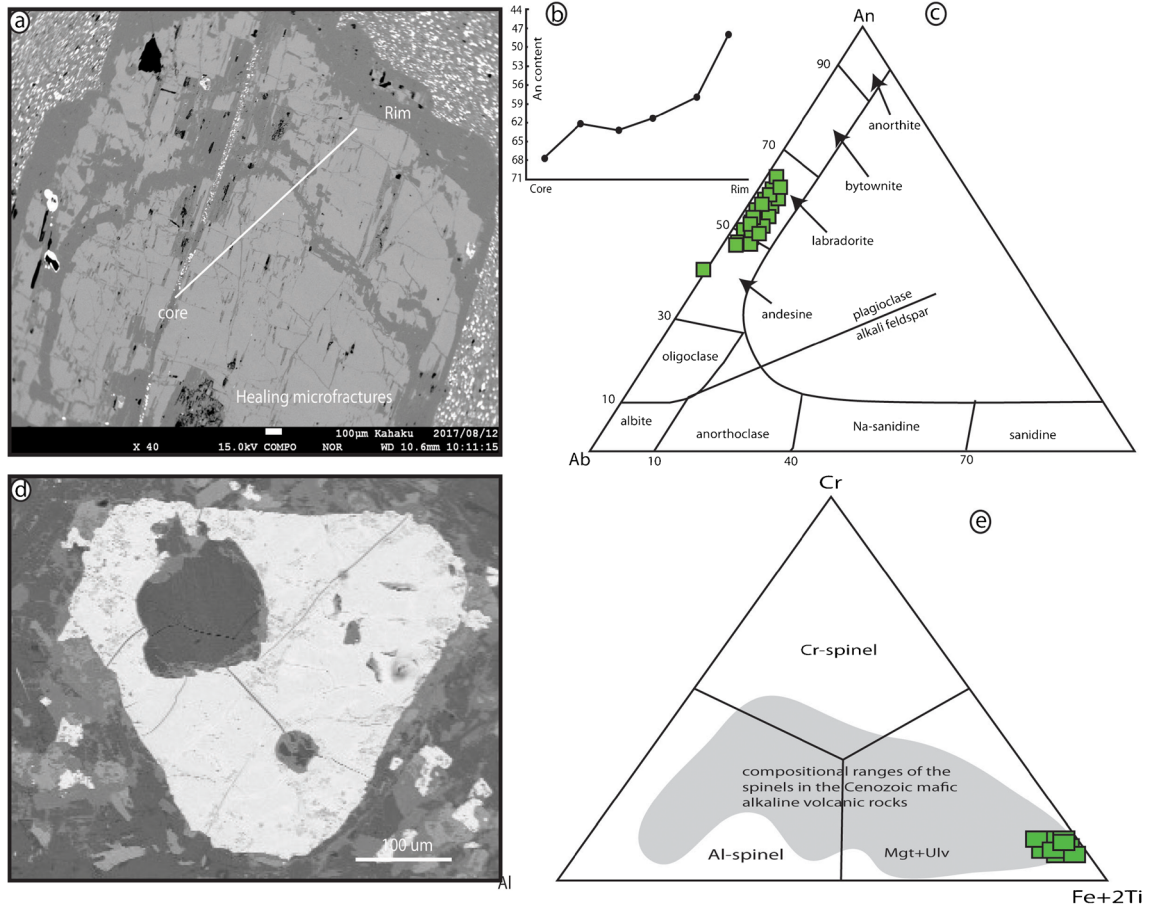 a
Rim
core
Healing microfractures
100µm Kahaku 2017/08/12
X 40 15.0kV COMPO NOR WD 10.6mm 10:11:15
b
An content
44
47
50
53
56
59
62
65
68
71
Core Rim
c
An
90
anorthite
70
bytownite
50
labradorite
andesine
30
plagioclase
alkali feldspar
oligoclase
10
albite
anorthoclase
Na-sanidine
sanidine
Ab
10
40
70
d
100 um
e
Cr
Cr-spinel
compositional ranges of the
spinels in the Cenozoic mafic
alkaline volcanic rocks
Al-spinel
Mgt+Ulv
Al
Fe+2Ti